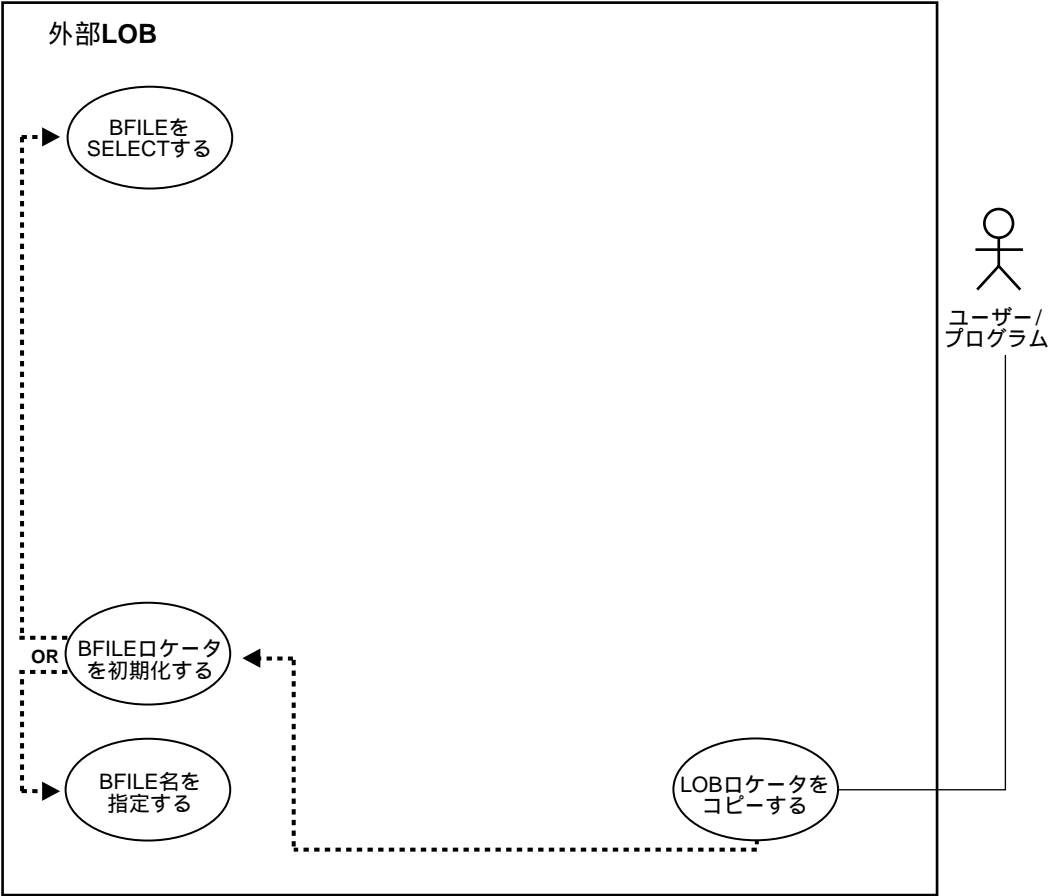 外部LOB
BFILEを
SELECTする
ユーザー/
プログラム
OR
BFILEロケータ
を初期化する
BFILE名を
指定する
LOBロケータを
コピーする